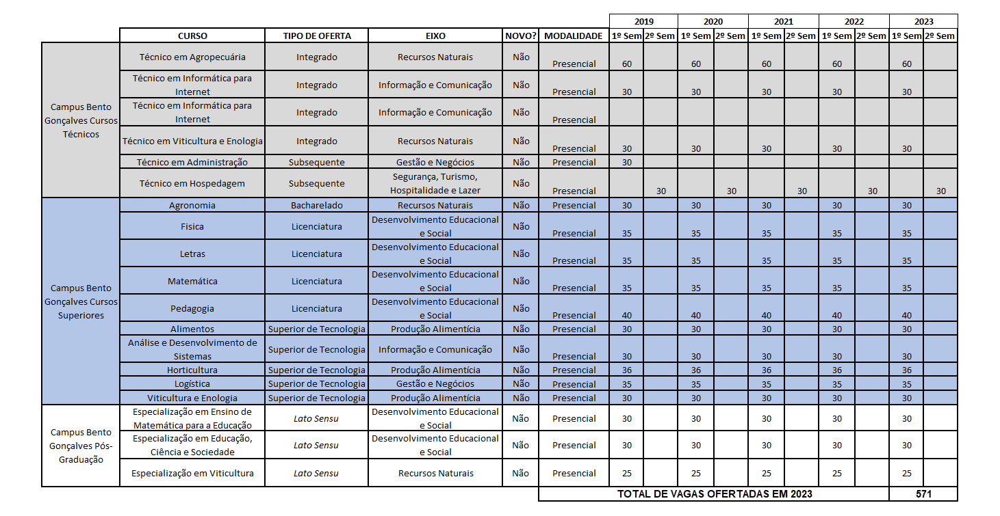 2019 2020 2021 2022 2023
CURSO TIPO DE OFERTA EIXO NOVO? MODALIDADE 1º Sem 2º Sem 1º Sem 2º Sem 1º Sem 2º Sem 1º Sem 2º Sem 1º Sem 2º Sem
Campus Bento
Gonçalves Cursos
Técnicos
Técnico em Agropecuária Integrado Recursos Naturais Não Presencial 60 60 60 60 60
Técnico em Informática para
Internet Integrado Informação e Comunicação Não Presencial 30 30 30 30 30
Técnico em Informática para
Internet Integrado Informação e Comunicação Não Presencial
Técnico em Viticultura e Enologia Integrado Recursos Naturais Não Presencial 30 30 30 30 30
Técnico em Administração Subsequente Gestão e Negócios Não Presencial 30
Técnico em Hospedagem Subsequente Segurança, Turismo,
Hospitalidade e Lazer Não Presencial 30 30 30 30 30
Campus Bento
Gonçalves Cursos
Superiores
Agronomia Bacharelado Recursos Naturais Não Presencial 30 30 30 30 30
Fisica Licenciatura Desenvolvimento Educacional
e Social Não Presencial 35 35 35 35 35
Letras Licenciatura Desenvolvimento Educacional
e Social Não Presencial 35 35 35 35 35
Matemática Licenciatura Desenvolvimento Educacional
e Social Não Presencial 35 35 35 35 35
Pedagogia Licenciatura Desenvolvimento Educacional
e Social Não Presencial 40 40 40 40 40
Alimentos Superior de Tecnologia Produção Alimentícia Não Presencial 30 30 30 30 30
Análise e Desenvolvimento de
Sistemas Superior de Tecnologia Informação e Comunicação Não Presencial 30 30 30 30 30
Horticultura Superior de Tecnologia Produção Alimentícia Não Presencial 36 36 36 36 36
Logística Superior de Tecnologia Gestão e Negócios Não Presencial 35 35 35 35 35
Viticultura e Enologia Superior de Tecnologia Produção Alimentícia Não Presencial 30 30 30 30 30
Campus Bento
Gonçalves Pós-
Graduação
Especialização em Ensino de
Matemática para a Educação Lato Sensu Desenvolvimento Educacional
e Social Não Presencial 30 30 30 30 30
Especialização em Educação,
Ciência e Sociedade Lato Sensu Desenvolvimento Educacional
e Social Não Presencial 30 30 30 30 30
Especialização em Viticultura Lato Sensu Recursos Naturais Não Presencial 25 25 25 25 25
TOTAL DE VAGAS OFERTADAS EM 2023 571